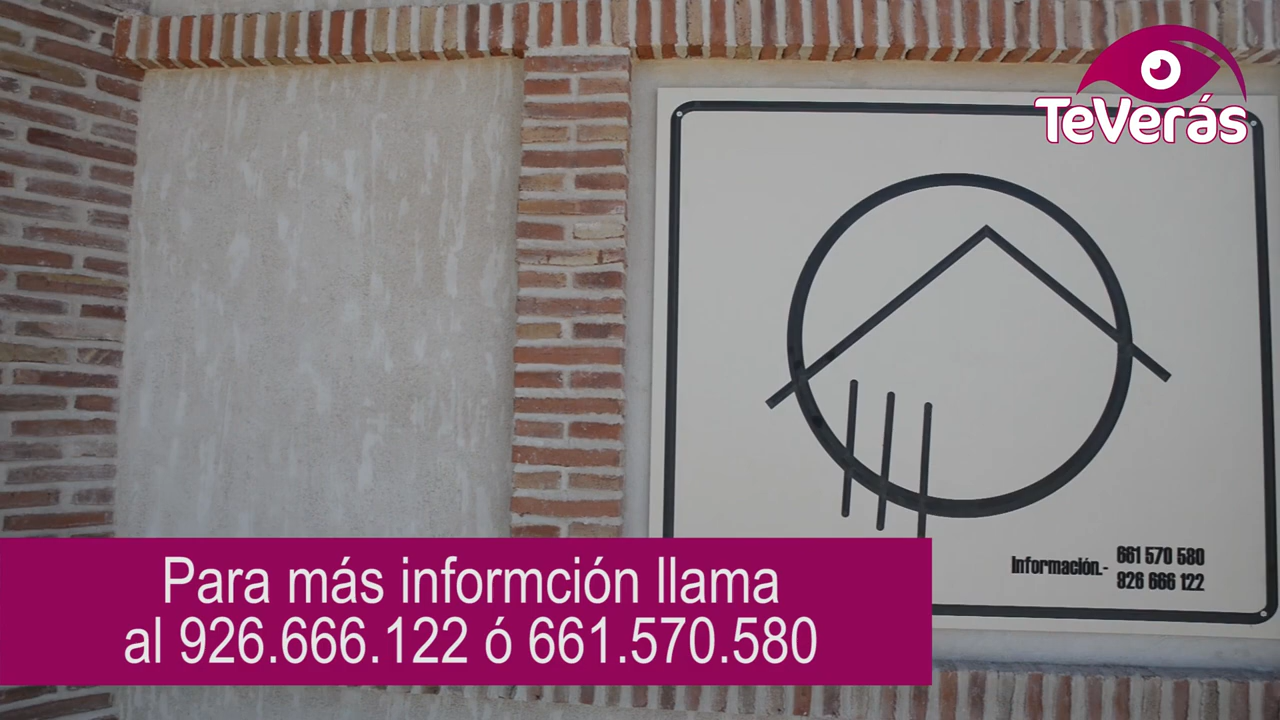 TeVerás
Información.- 661 570 580
926 666 122
Para más informción llama
al 926.666.122 ó 661.570.580